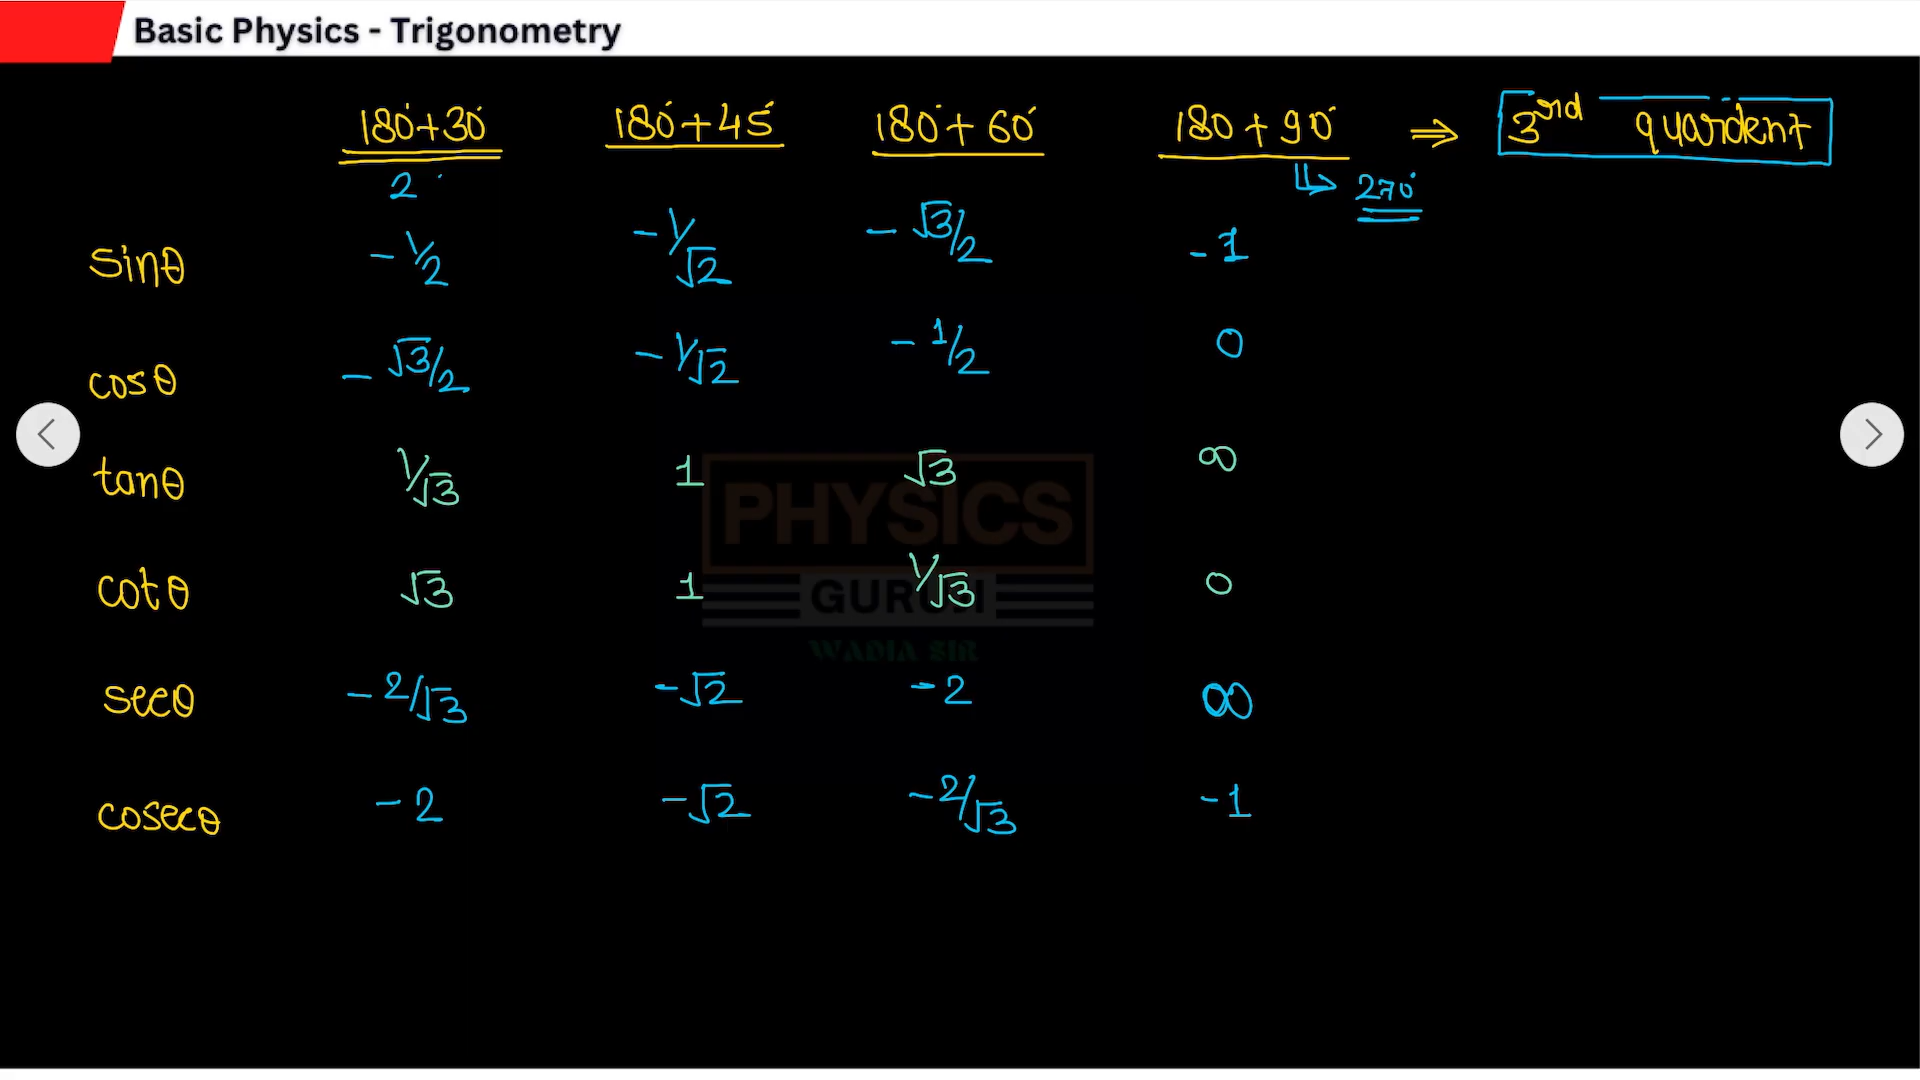 Basic Physics - Trigonometry
180°+30° 180°+45° 180°+60° 180+90° ⇒ 3rd quardent
2 ↳ 270°
sinθ -1/2 -1/√2 -√3/2 -1
cosθ -√3/2 -1/√2 -1/2 0
tanθ 1/√3 1 √3 ∞
PHYSICS
cotθ √3 1 1/√3 0
GURUJI
WADIA SIR
secθ -2/√3 -√2 -2 ∞
cosecθ -2 -√2 -2/√3 -1